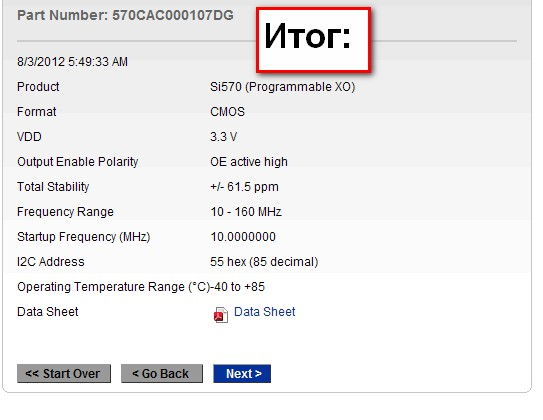 Part Number: 570CAC000107DG
Итог:
8/3/2012 5:49:33 AM
Product Si570 (Programmable XO)
Format CMOS
VDD 3.3 V
Output Enable Polarity OE active high
Total Stability +/- 61.5 ppm
Frequency Range 10 - 160 MHz
Startup Frequency (MHz) 10.0000000
I2C Address 55 hex (85 decimal)
Operating Temperature Range (°C)-40 to +85
Data Sheet Data Sheet
<< Start Over < Go Back Next >